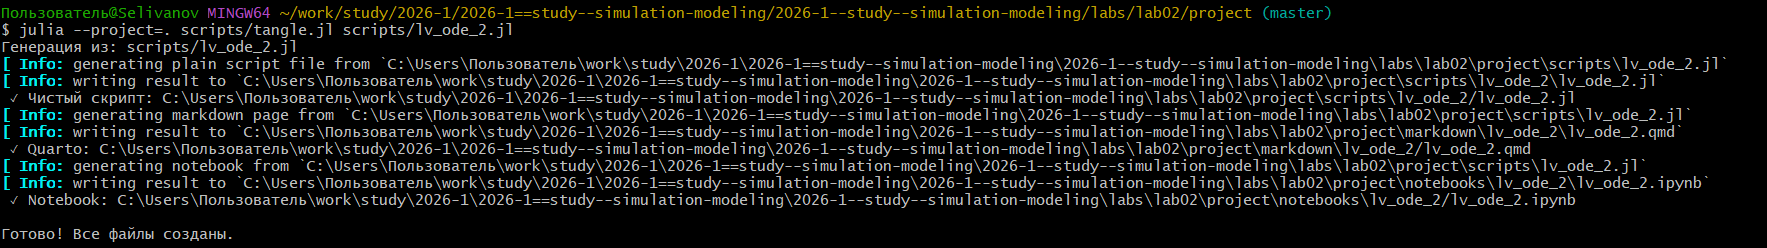 Пользователь@Selivanov MINGW64 ~/work/study/2026-1/2026-1==study--simulation-modeling/2026-1--study--simulation-modeling/labs/lab02/project (master)
$ julia --project=. scripts/tangle.jl scripts/lv_ode_2.jl
Генерация из: scripts/lv_ode_2.jl
[ Info: generating plain script file from `C:\Users\Пользователь\work\study\2026-1\2026-1==study--simulation-modeling\2026-1--study--simulation-modeling\labs\lab02\project\scripts\lv_ode_2.jl`
[ Info: writing result to `C:\Users\Пользователь\work\study\2026-1\2026-1==study--simulation-modeling\2026-1--study--simulation-modeling\labs\lab02\project\scripts\lv_ode_2\lv_ode_2.jl`
✓ Чистый скрипт: C:\Users\Пользователь\work\study\2026-1\2026-1==study--simulation-modeling\2026-1--study--simulation-modeling\labs\lab02\project\scripts\lv_ode_2/lv_ode_2.jl
[ Info: generating markdown page from `C:\Users\Пользователь\work\study\2026-1\2026-1==study--simulation-modeling\2026-1--study--simulation-modeling\labs\lab02\project\scripts\lv_ode_2.jl`
[ Info: writing result to `C:\Users\Пользователь\work\study\2026-1\2026-1==study--simulation-modeling\2026-1--study--simulation-modeling\labs\lab02\project\markdown\lv_ode_2\lv_ode_2.qmd`
✓ Quarto: C:\Users\Пользователь\work\study\2026-1\2026-1==study--simulation-modeling\2026-1--study--simulation-modeling\labs\lab02\project\markdown\lv_ode_2/lv_ode_2.qmd
[ Info: generating notebook from `C:\Users\Пользователь\work\study\2026-1\2026-1==study--simulation-modeling\2026-1--study--simulation-modeling\labs\lab02\project\scripts\lv_ode_2.jl`
[ Info: writing result to `C:\Users\Пользователь\work\study\2026-1\2026-1==study--simulation-modeling\2026-1--study--simulation-modeling\labs\lab02\project\notebooks\lv_ode_2\lv_ode_2.ipynb`
✓ Notebook: C:\Users\Пользователь\work\study\2026-1\2026-1==study--simulation-modeling\2026-1--study--simulation-modeling\labs\lab02\project\notebooks\lv_ode_2/lv_ode_2.ipynb
Готово! Все файлы созданы.